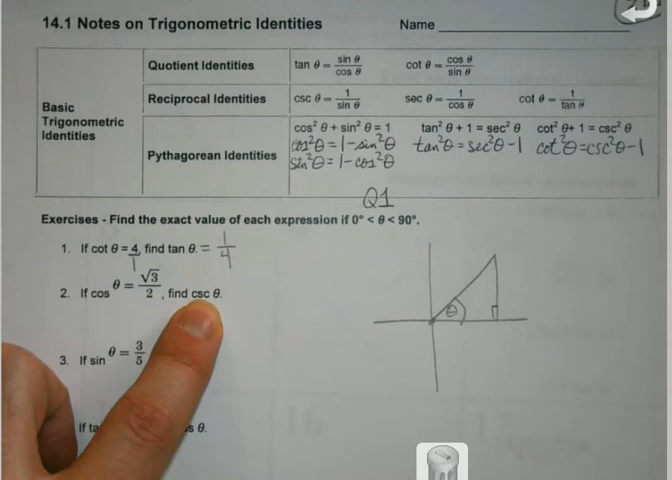 14.1 Notes on Trigonometric Identities Name
Basic Trigonometric Identities
Quotient Identities tan θ = sin θ / cos θ cot θ = cos θ / sin θ
Reciprocal Identities csc θ = 1 / sin θ sec θ = 1 / cos θ cot θ = 1 / tan θ
Pythagorean Identities
cos² θ + sin² θ = 1 tan² θ + 1 = sec² θ cot² θ + 1 = csc² θ
cos²θ = 1 - sin²θ tan²θ = sec²θ - 1 cot²θ = csc²θ - 1
sin²θ = 1 - cos²θ
Q1
Exercises - Find the exact value of each expression if 0° < θ < 90°.
1. If cot θ = 4/1, find tan θ. = 1/4
2. If cos θ = √3/2, find csc θ.
θ
3. If sin θ = 3/5
If ta
s θ.